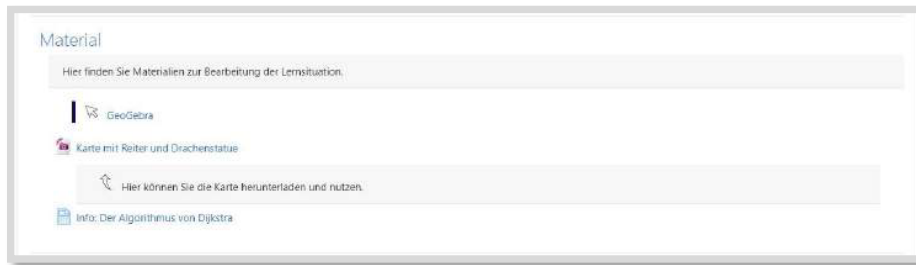 Material
Hier finden Sie Materialien zur Bearbeitung der Lernsituation.
GeoGebra
Karte mit Reiter und Drachenstatue
Hier können Sie die Karte herunterladen und nutzen.
Info: Der Algorithmus von Dijkstra